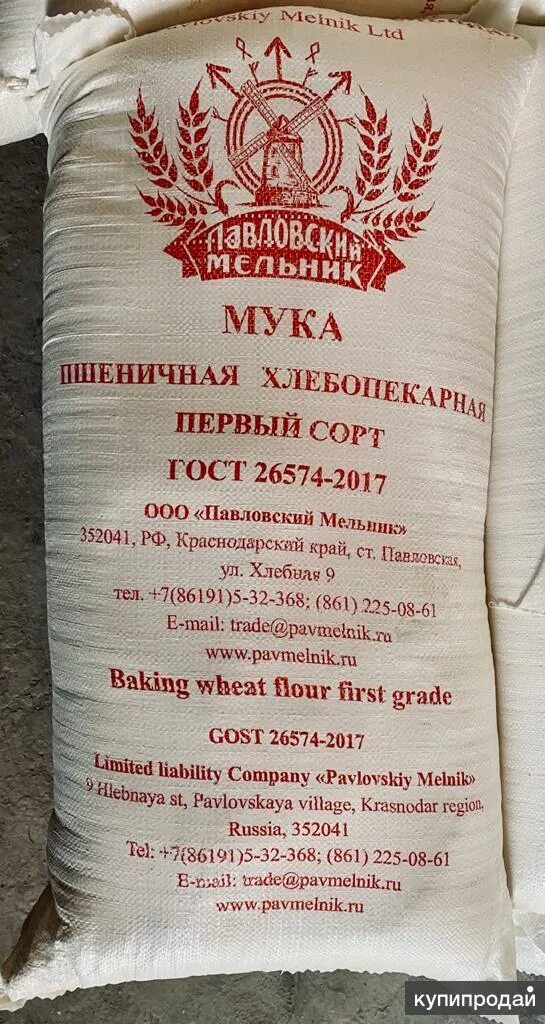 Pavlovskiy Melnik Ltd
ПАВЛОВСКИЙ
МЕЛЬНИК
МУКА
ПШЕНИЧНАЯ ХЛЕБОПЕКАРНАЯ
ПЕРВЫЙ СОРТ
ГОСТ 26574-2017
ООО «Павловский Мельник»
352041, РФ, Краснодарский край, ст. Павловская,
ул. Хлебная 9
тел. +7(86191)5-32-368; (861) 225-08-61
E-mail: trade@pavmelnik.ru
www.pavmelnik.ru
Baking wheat flour first grade
GOST 26574-2017
Limited liability Company «Pavlovskiy Melnik»
9 Hlebnaya st, Pavlovskaya village, Krasnodar region,
Russia, 352041
Tel: +7(86191)5-32-368; (861) 225-08-61
E-mail: trade@pavmelnik.ru
www.pavmelnik.ru
купипродай